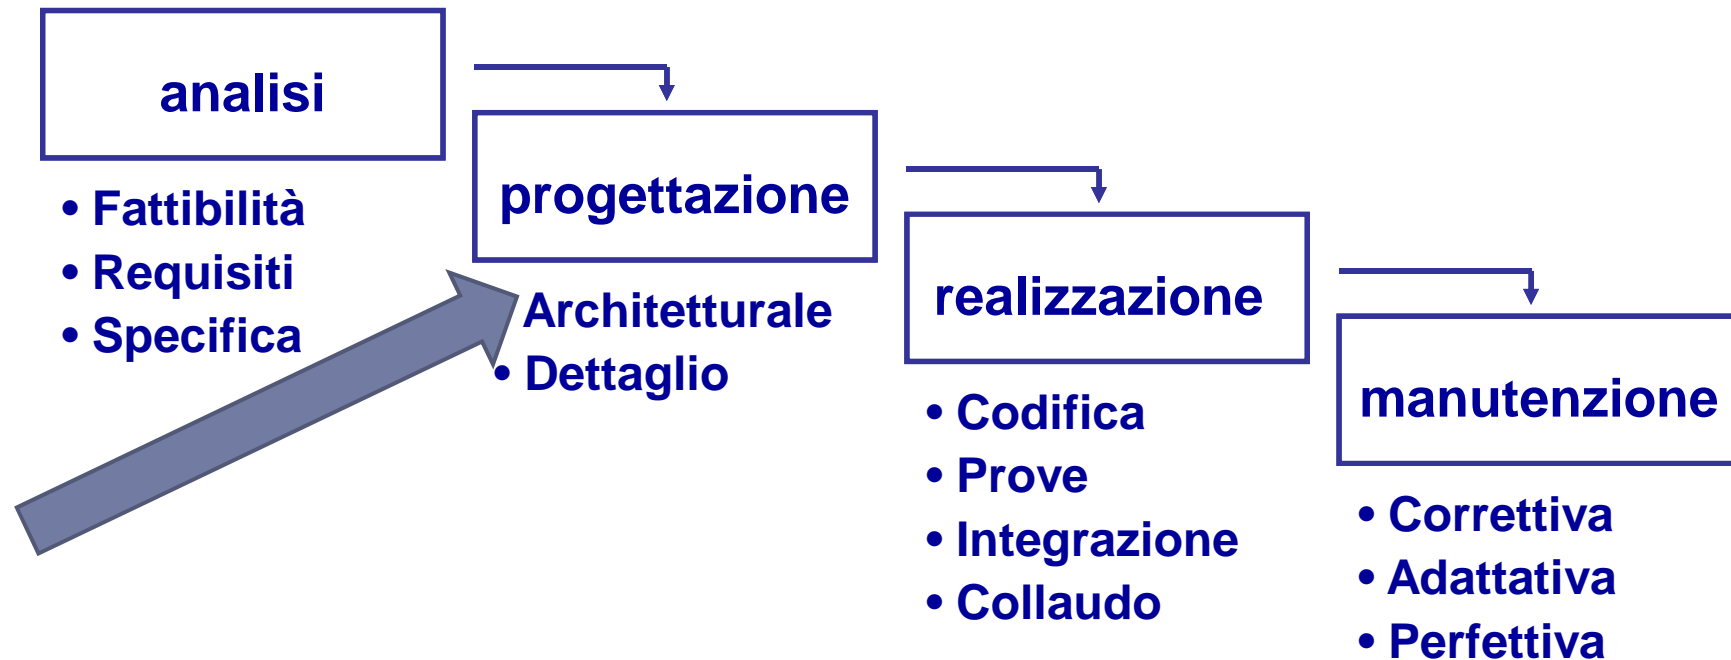 analisi
• Fattibilità
• Requisiti
• Specifica
progettazione
Architetturale
• Dettaglio
realizzazione
• Codifica
• Prove
• Integrazione
• Collaudo
manutenzione
• Correttiva
• Adattativa
• Perfettiva